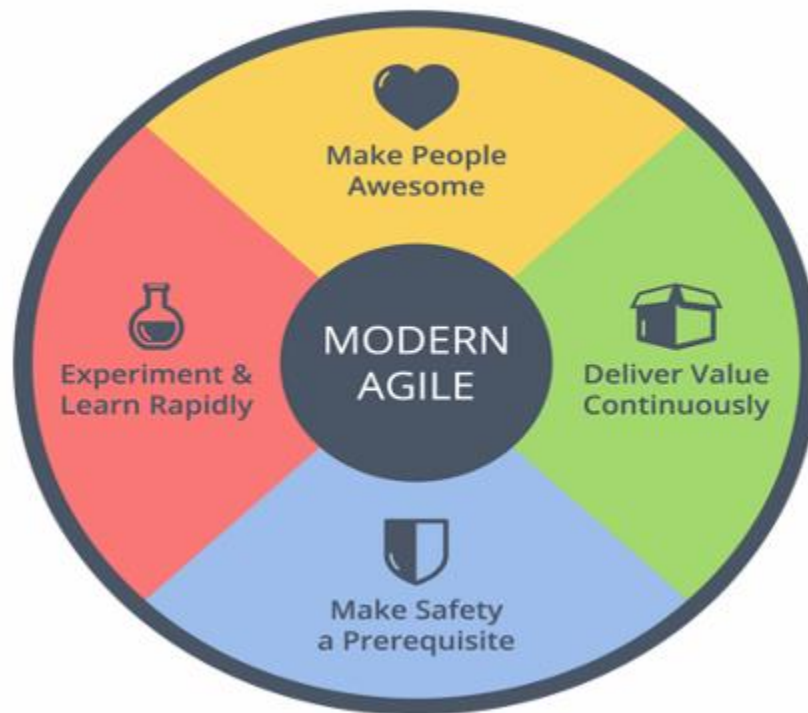 Make People
Awesome
Experiment &
Learn Rapidly
MODERN
AGILE
Deliver Value
Continuously
Make Safety
a Prerequisite